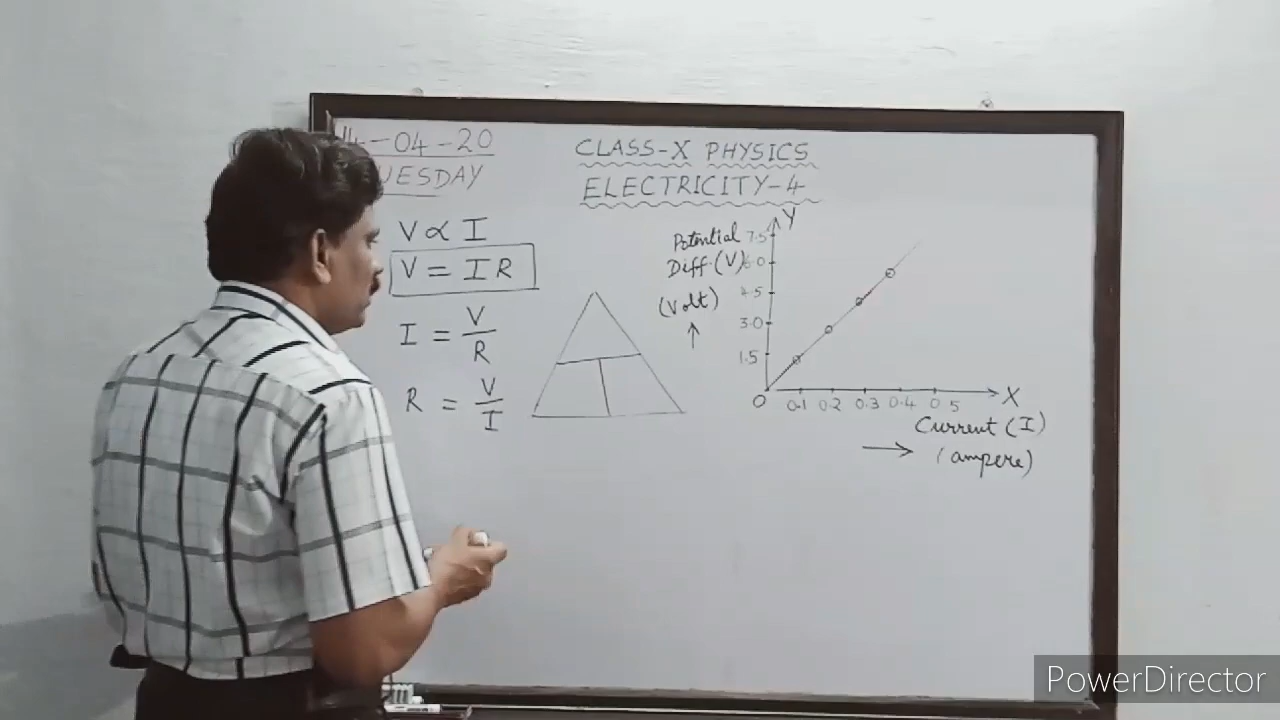 -04-20
CLASS-X PHYSICS
UESDAY
ELECTRICITY-4
V ∝ I
V = IR
I = V/R
R = V/I
Y
Potential
Diff.(V)
(Volt)
↑
7.5
6.0
4.5
3.0
1.5
O
0.1 0.2 0.3 0.4 0.5
X
Current (I)
→ (ampere)
PowerDirector